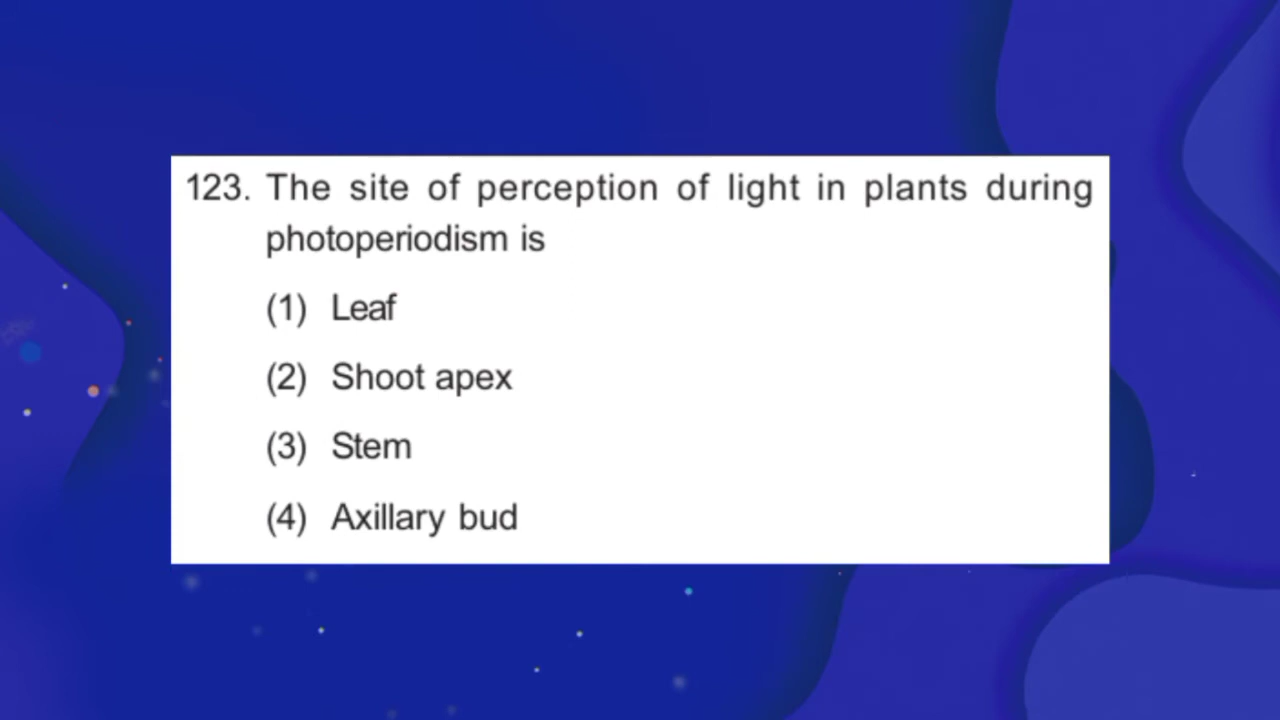 123. The site of perception of light in plants during
photoperiodism is
(1) Leaf
(2) Shoot apex
(3) Stem
(4) Axillary bud